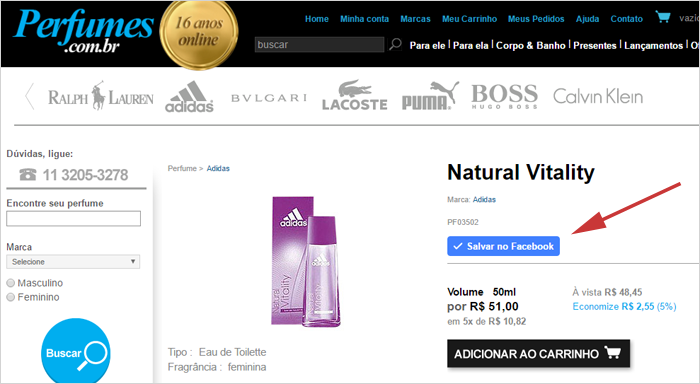 Perfumes
.com.br
16 anos
online
Home Minha conta Marcas Meu Carrinho Meus Pedidos Ajuda Contato
buscar
Para ele | Para ela | Corpo & Banho | Presentes | Lançamentos |
RALPH LAUREN adidas BVLGARI LACOSTE PUMA BOSS HUGO BOSS Calvin Klein
Dúvidas, ligue:
11 3205-3278
Encontre seu perfume
Marca
Selecione
Masculino
Feminino
Buscar
Perfume > Adidas
adidas
Natural Vitality
adidas
Natural
Vitality
Tipo : Eau de Toilette
Fragrância : feminina
Natural Vitality
Marca: Adidas
PF03502
Salvar no Facebook
Volume 50ml
por R$ 51,00
em 5x de R$ 10,82
À vista R$ 48,45
Economize R$ 2,55 (5%)
ADICIONAR AO CARRINHO